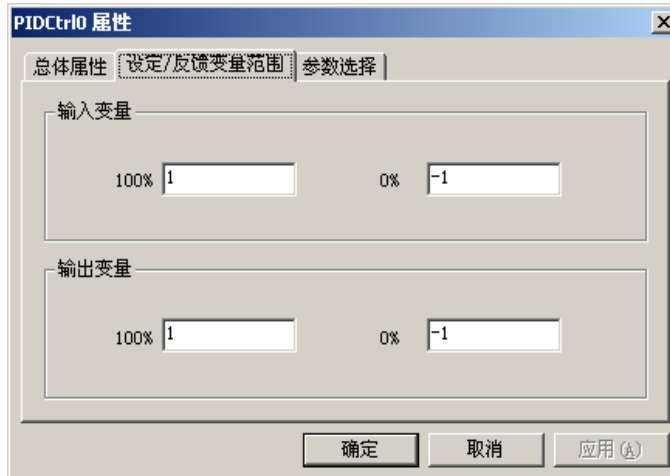 PIDCtrl0 属性
总体属性 设定/反馈变量范围 参数选择
输入变量
100% 1 0% -1
输出变量
100% 1 0% -1
确定 取消 应用(A)